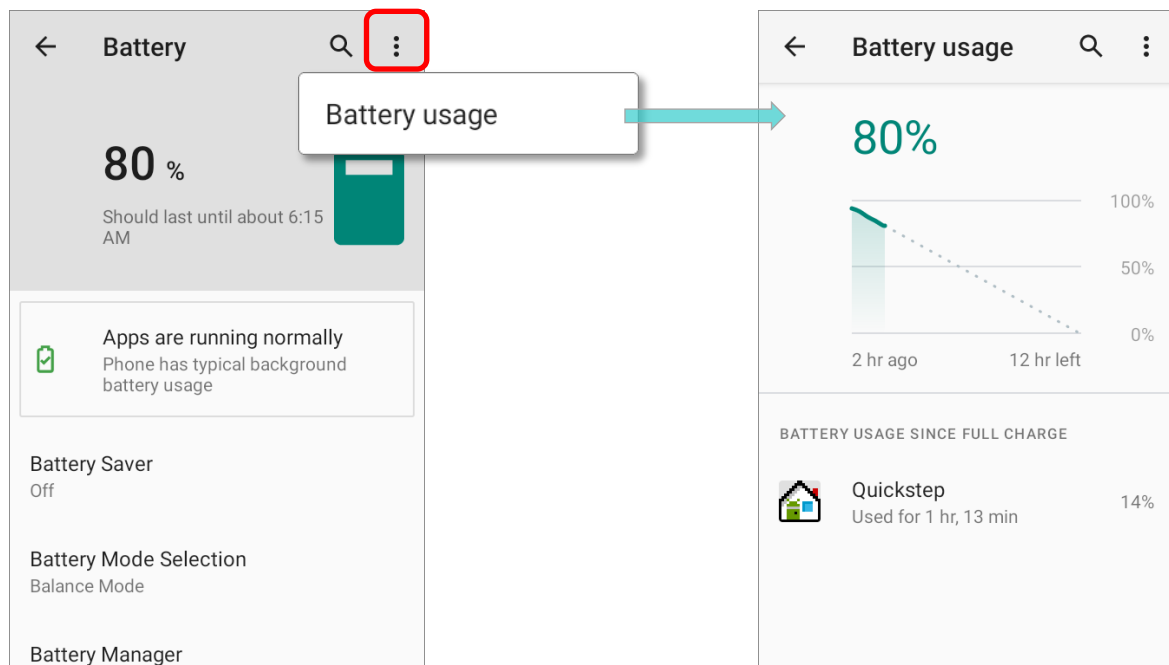 Battery
Battery usage
80 %
Should last until about 6:15
AM
Apps are running normally
Phone has typical background
battery usage
Battery Saver
Off
Battery Mode Selection
Balance Mode
Battery Manager
Battery usage
80%
100%
50%
0%
2 hr ago 12 hr left
BATTERY USAGE SINCE FULL CHARGE
Quickstep
14%
Used for 1 hr, 13 min